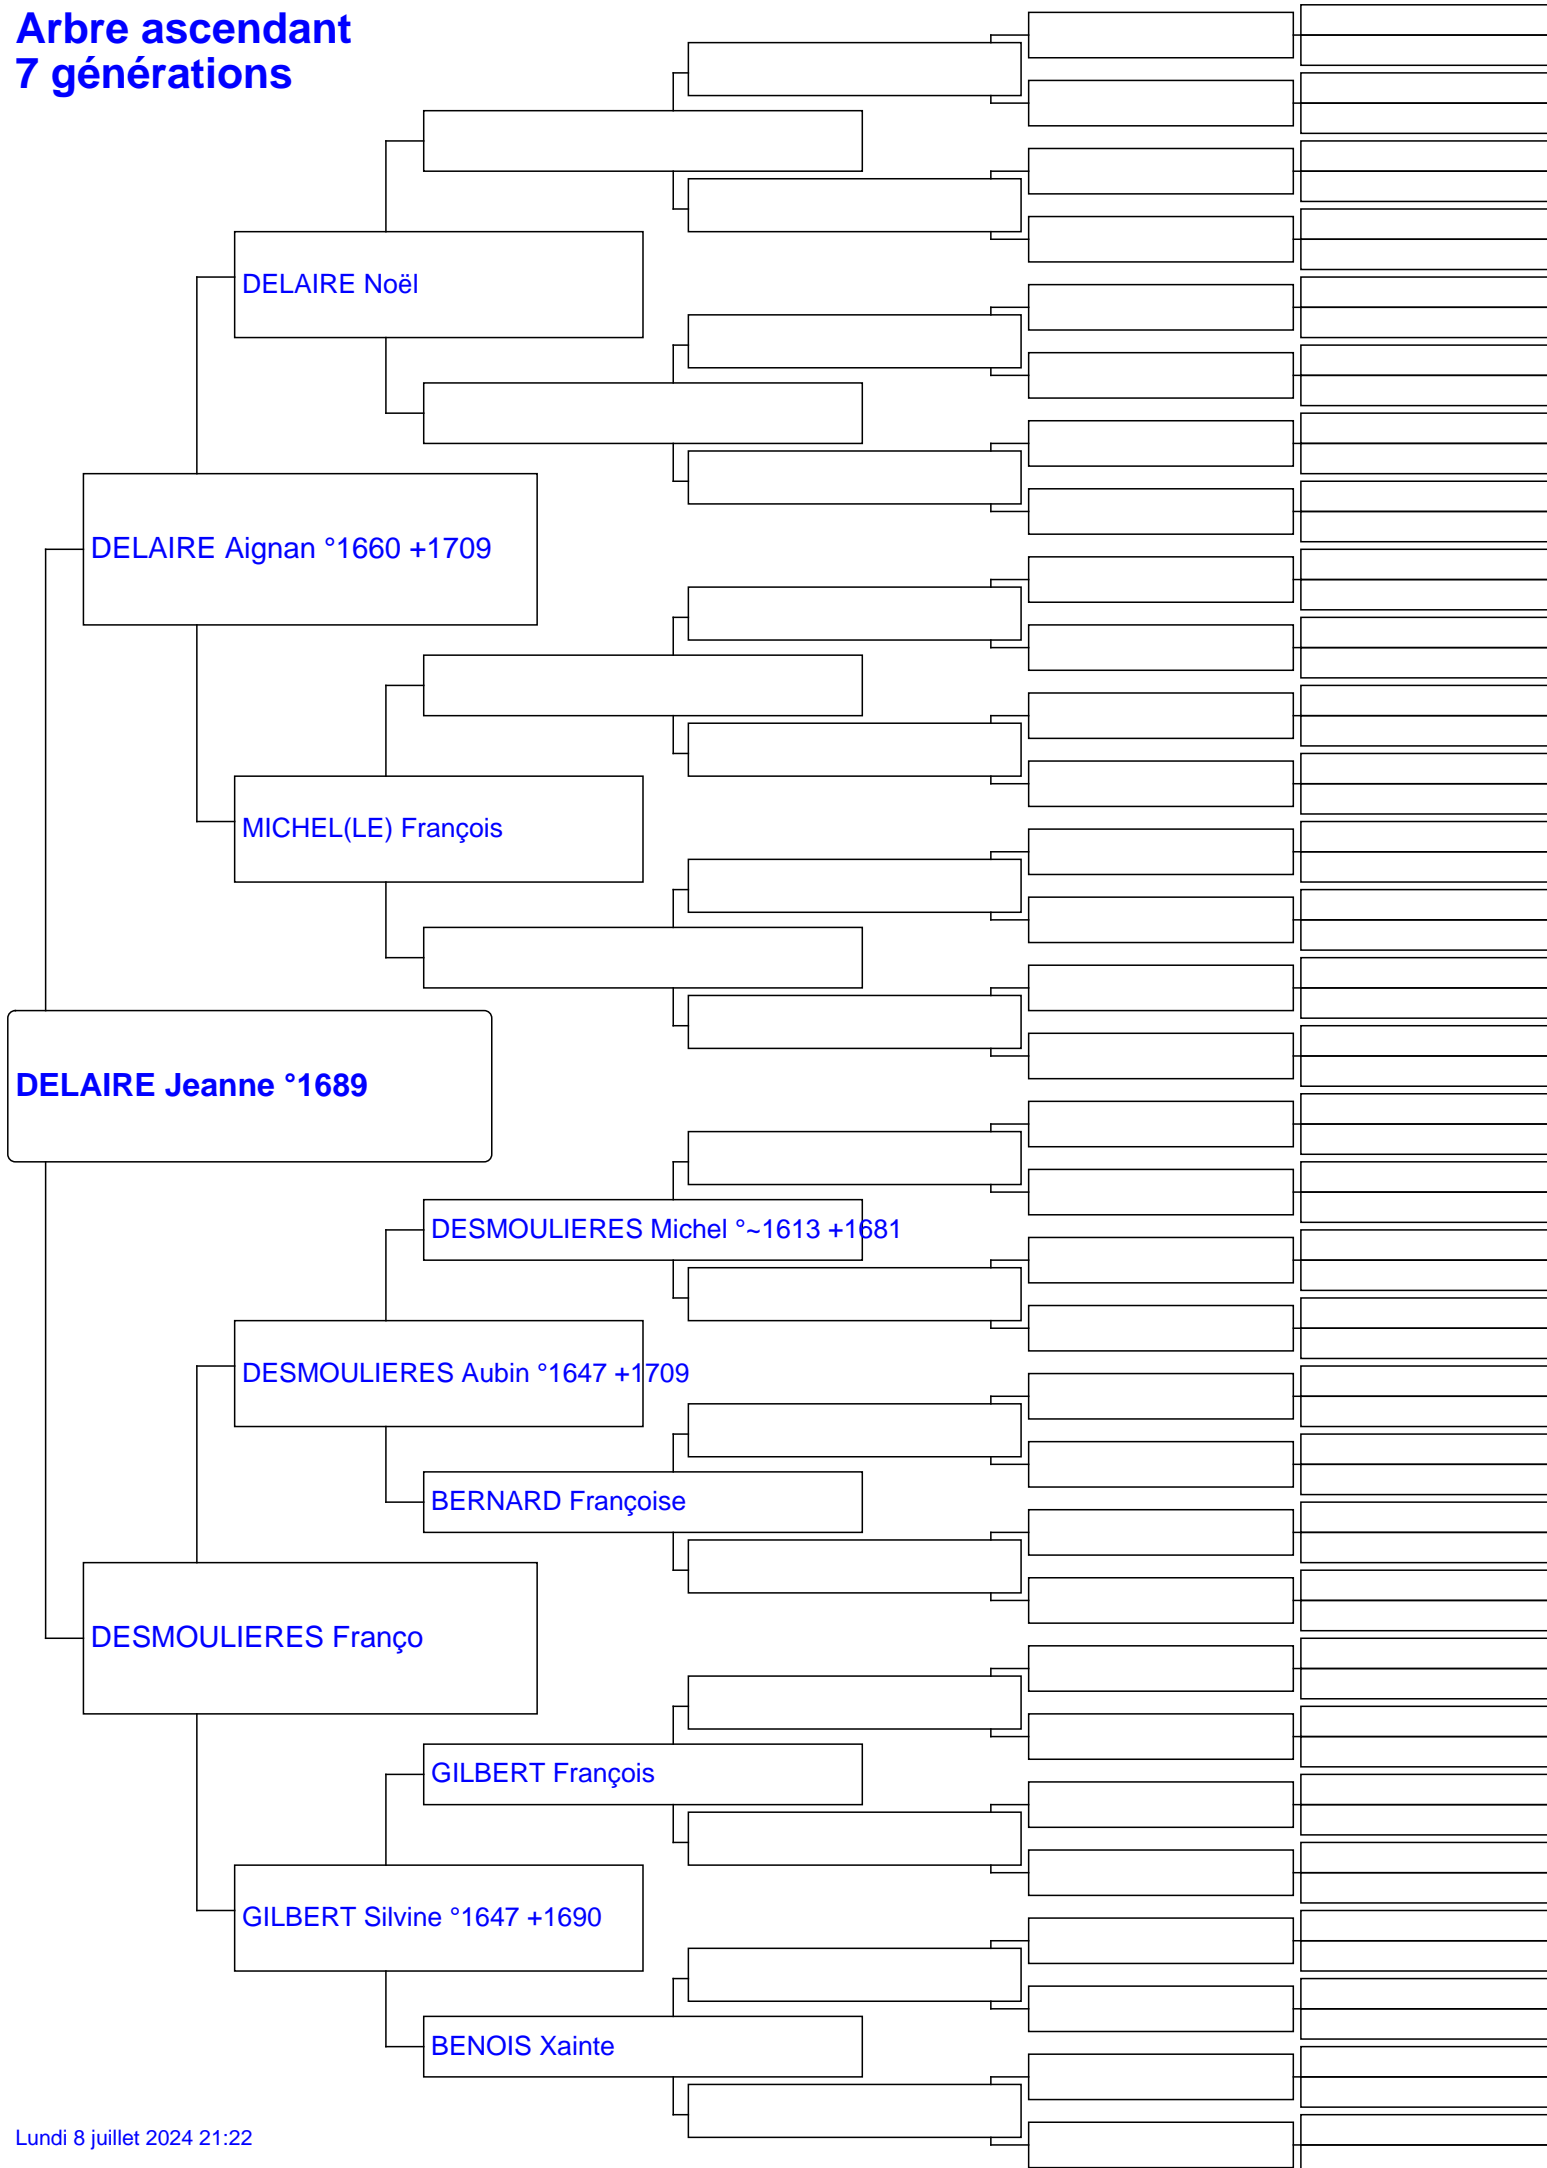 Arbre ascendant
7 générations
DELAIRE Noël
DELAIRE Aignan °1660 +1709
MICHEL(LE) François
DELAIRE Jeanne °1689
DESMOULIERES Michel °~1613 +1681
DESMOULIERES Aubin °1647 +1709
BERNARD Françoise
DESMOULIERES Franço
GILBERT François
GILBERT Silvine °1647 +1690
BENOIS Xainte
Lundi 8 juillet 2024 21:22